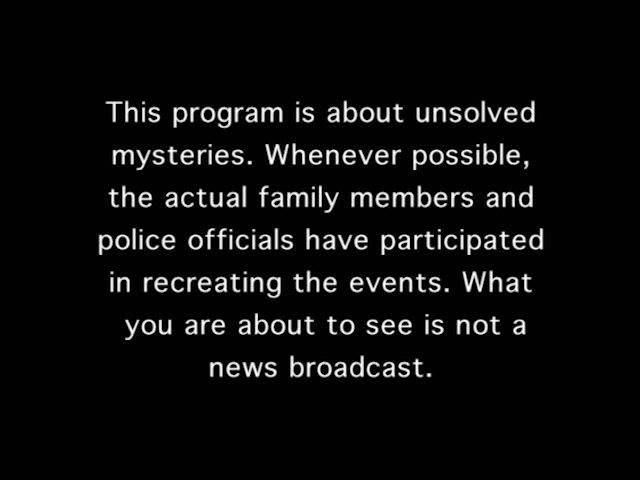 This program is about unsolved
mysteries. Whenever possible,
the actual family members and
police officials have participated
in recreating the events. What
you are about to see is not a
news broadcast.